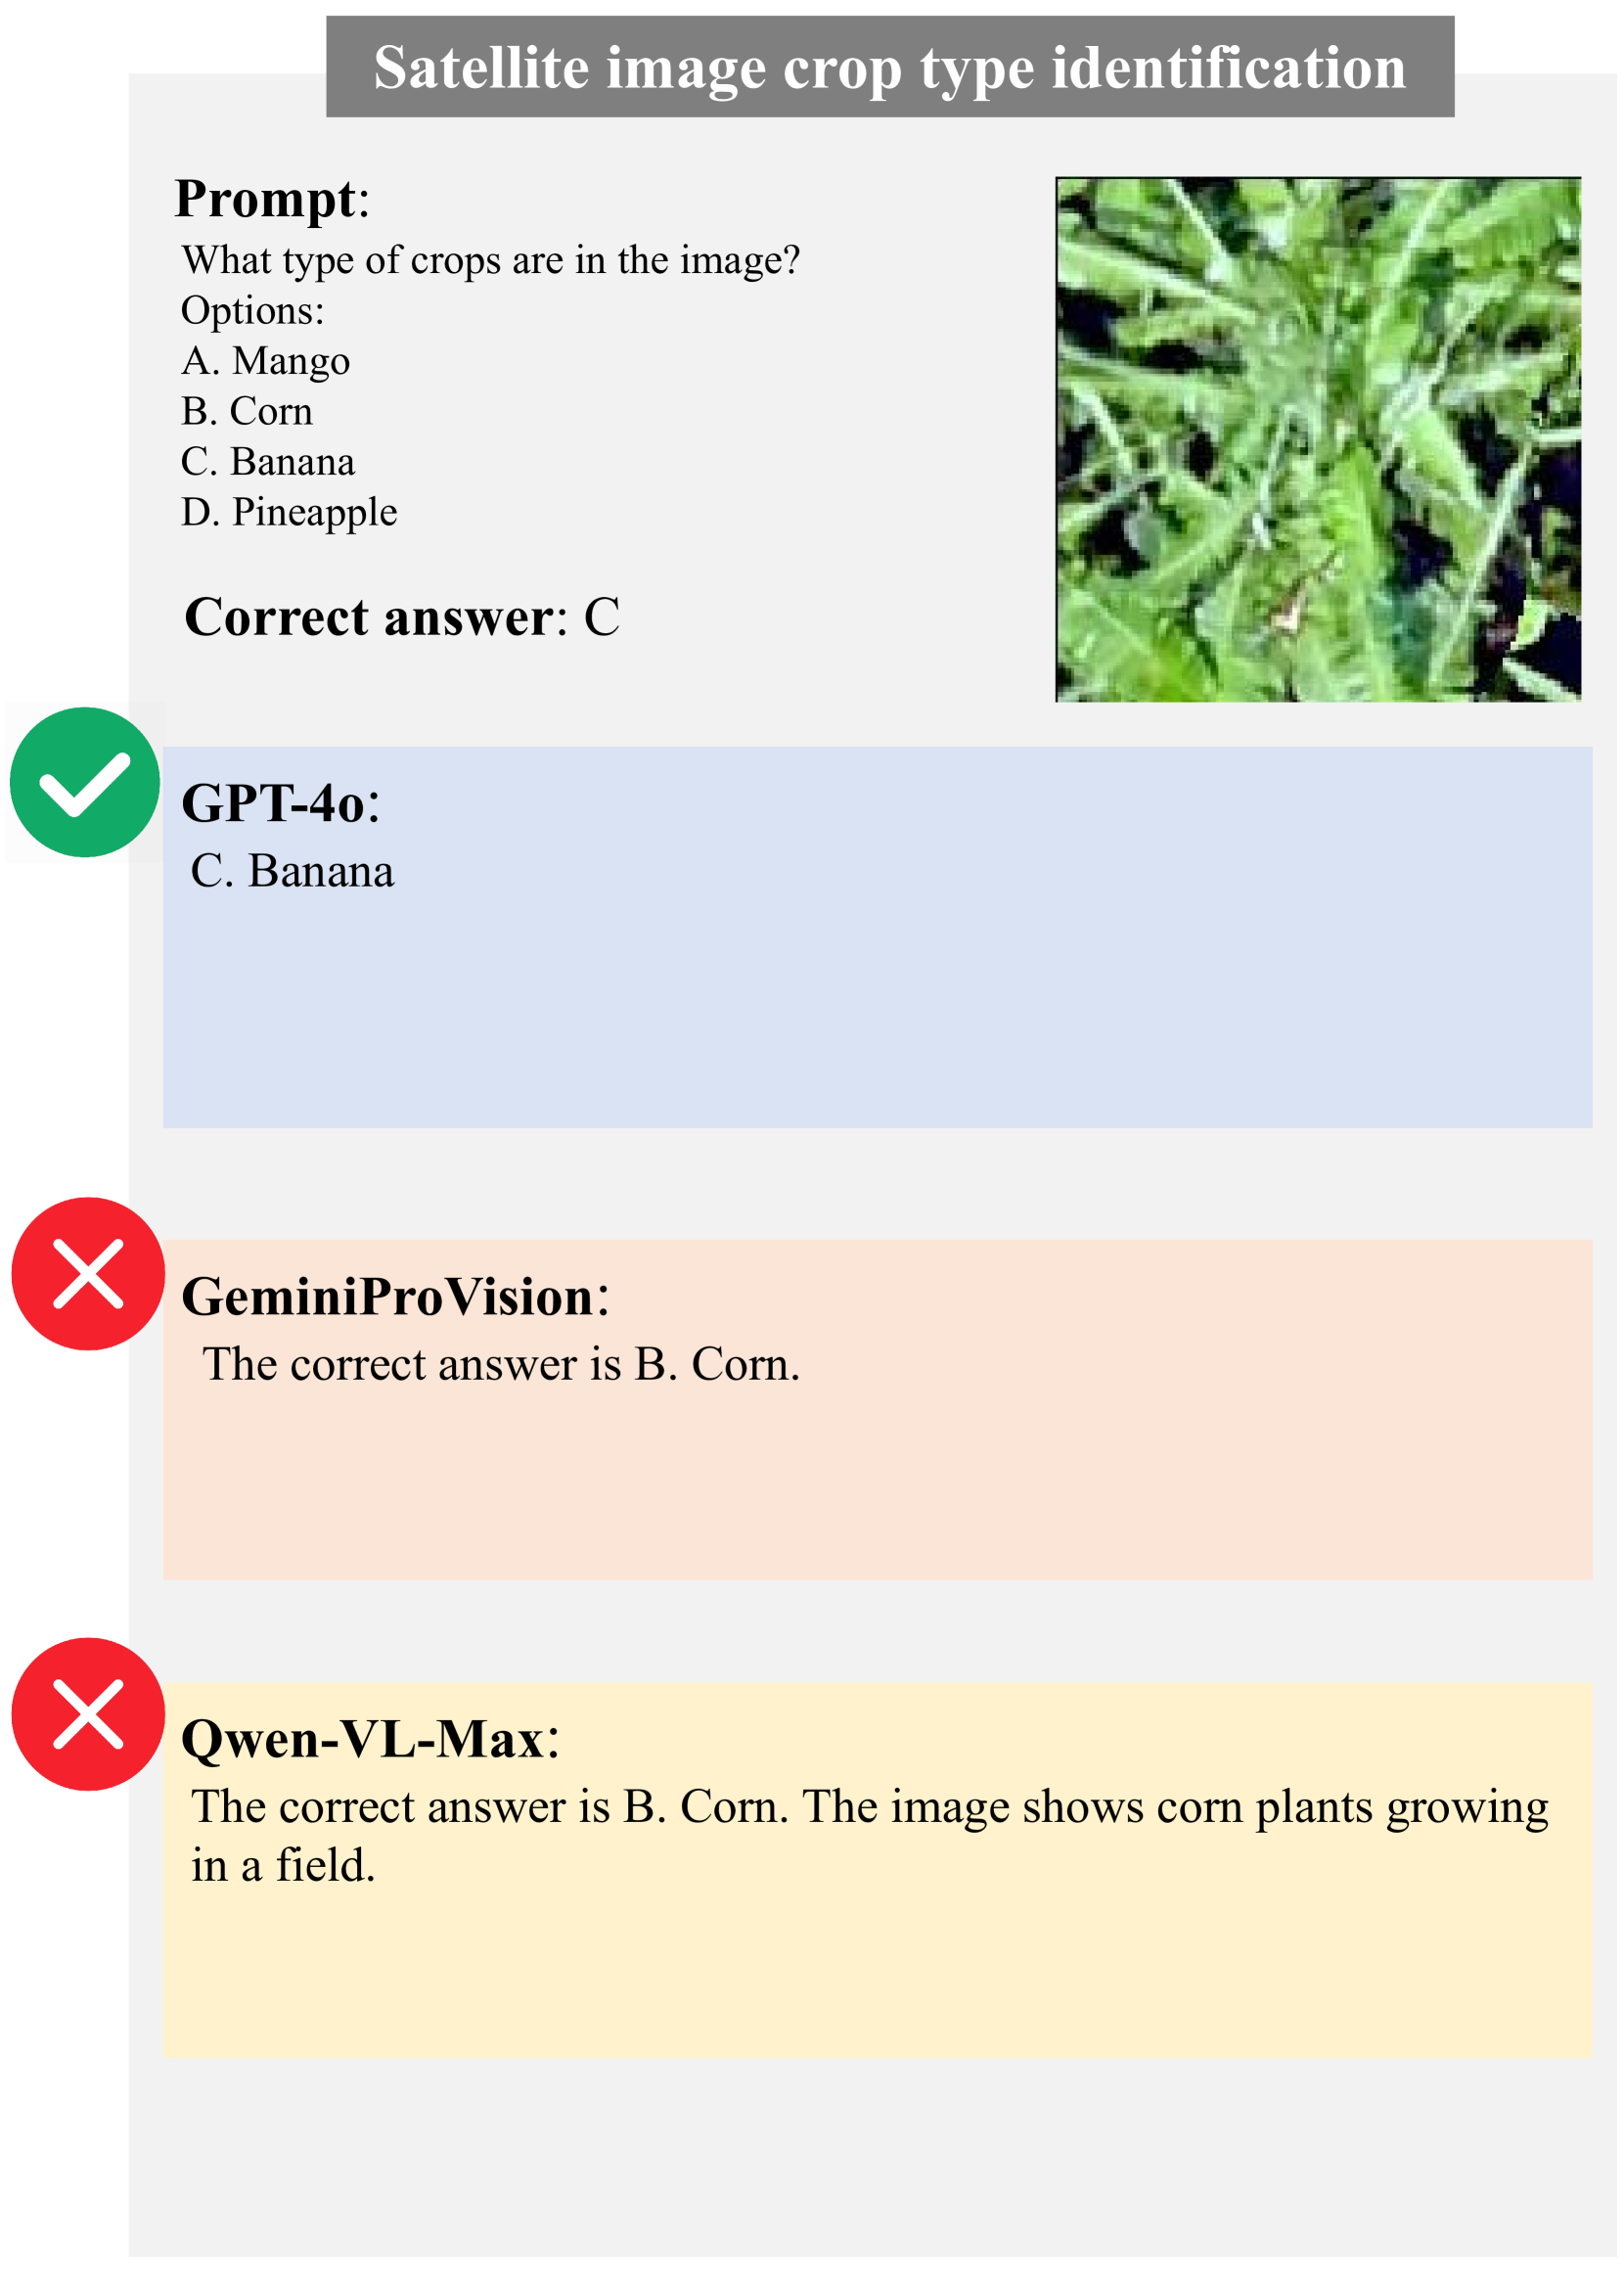 Satellite image crop type identification
Prompt:
What type of crops are in the image?
Options:
A. Mango
B. Corn
C. Banana
D. Pineapple
Correct answer: C
GPT-4o:
C. Banana
GeminiProVision:
The correct answer is B. Corn.
Qwen-VL-Max:
The correct answer is B. Corn. The image shows corn plants growing
in a field.